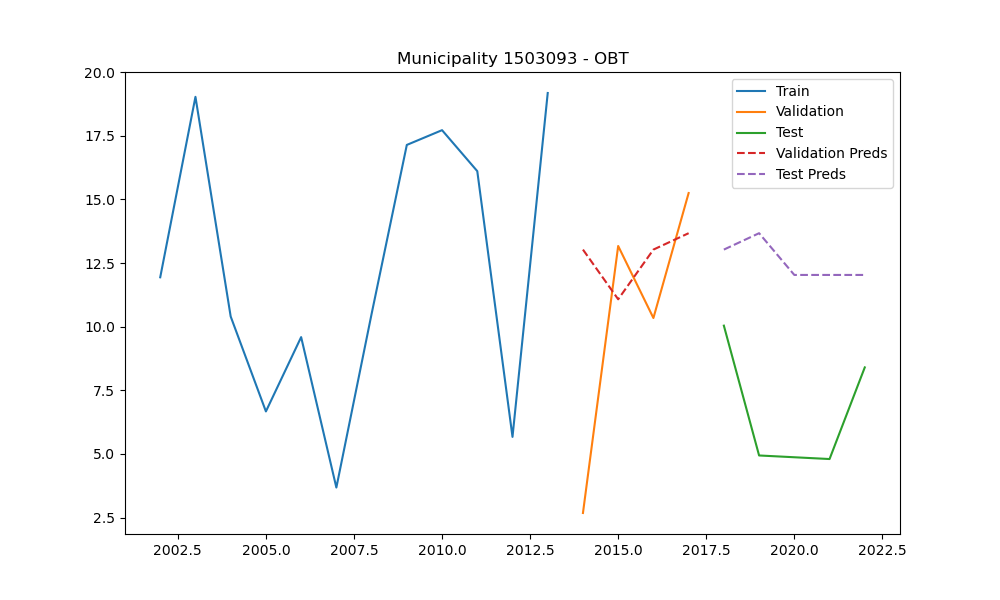 Municipality 1503093 - OBT
20.0
17.5
15.0
12.5
10.0
7.5
5.0
2.5
2002.5 2005.0 2007.5 2010.0 2012.5 2015.0 2017.5 2020.0 2022.5
Train
Validation
Test
Validation Preds
Test Preds